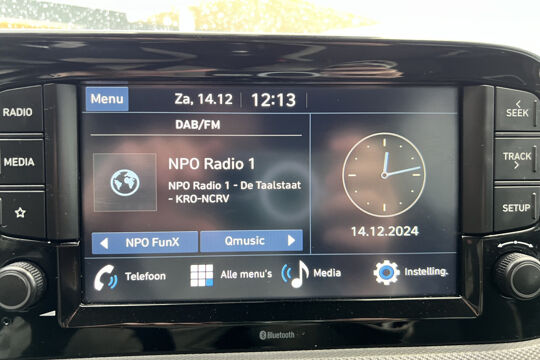 RADIO
MEDIA
Menu
Za, 14.12
12:13
DAB/FM
NPO Radio 1
NPO Radio 1 - De Taalstaat
- KRO-NCRV
NPO FunX
Qmusic
14.12.2024
Telefoon
Alle menu's
Media
Instelling.
SEEK
TRACK
SETUP
Bluetooth